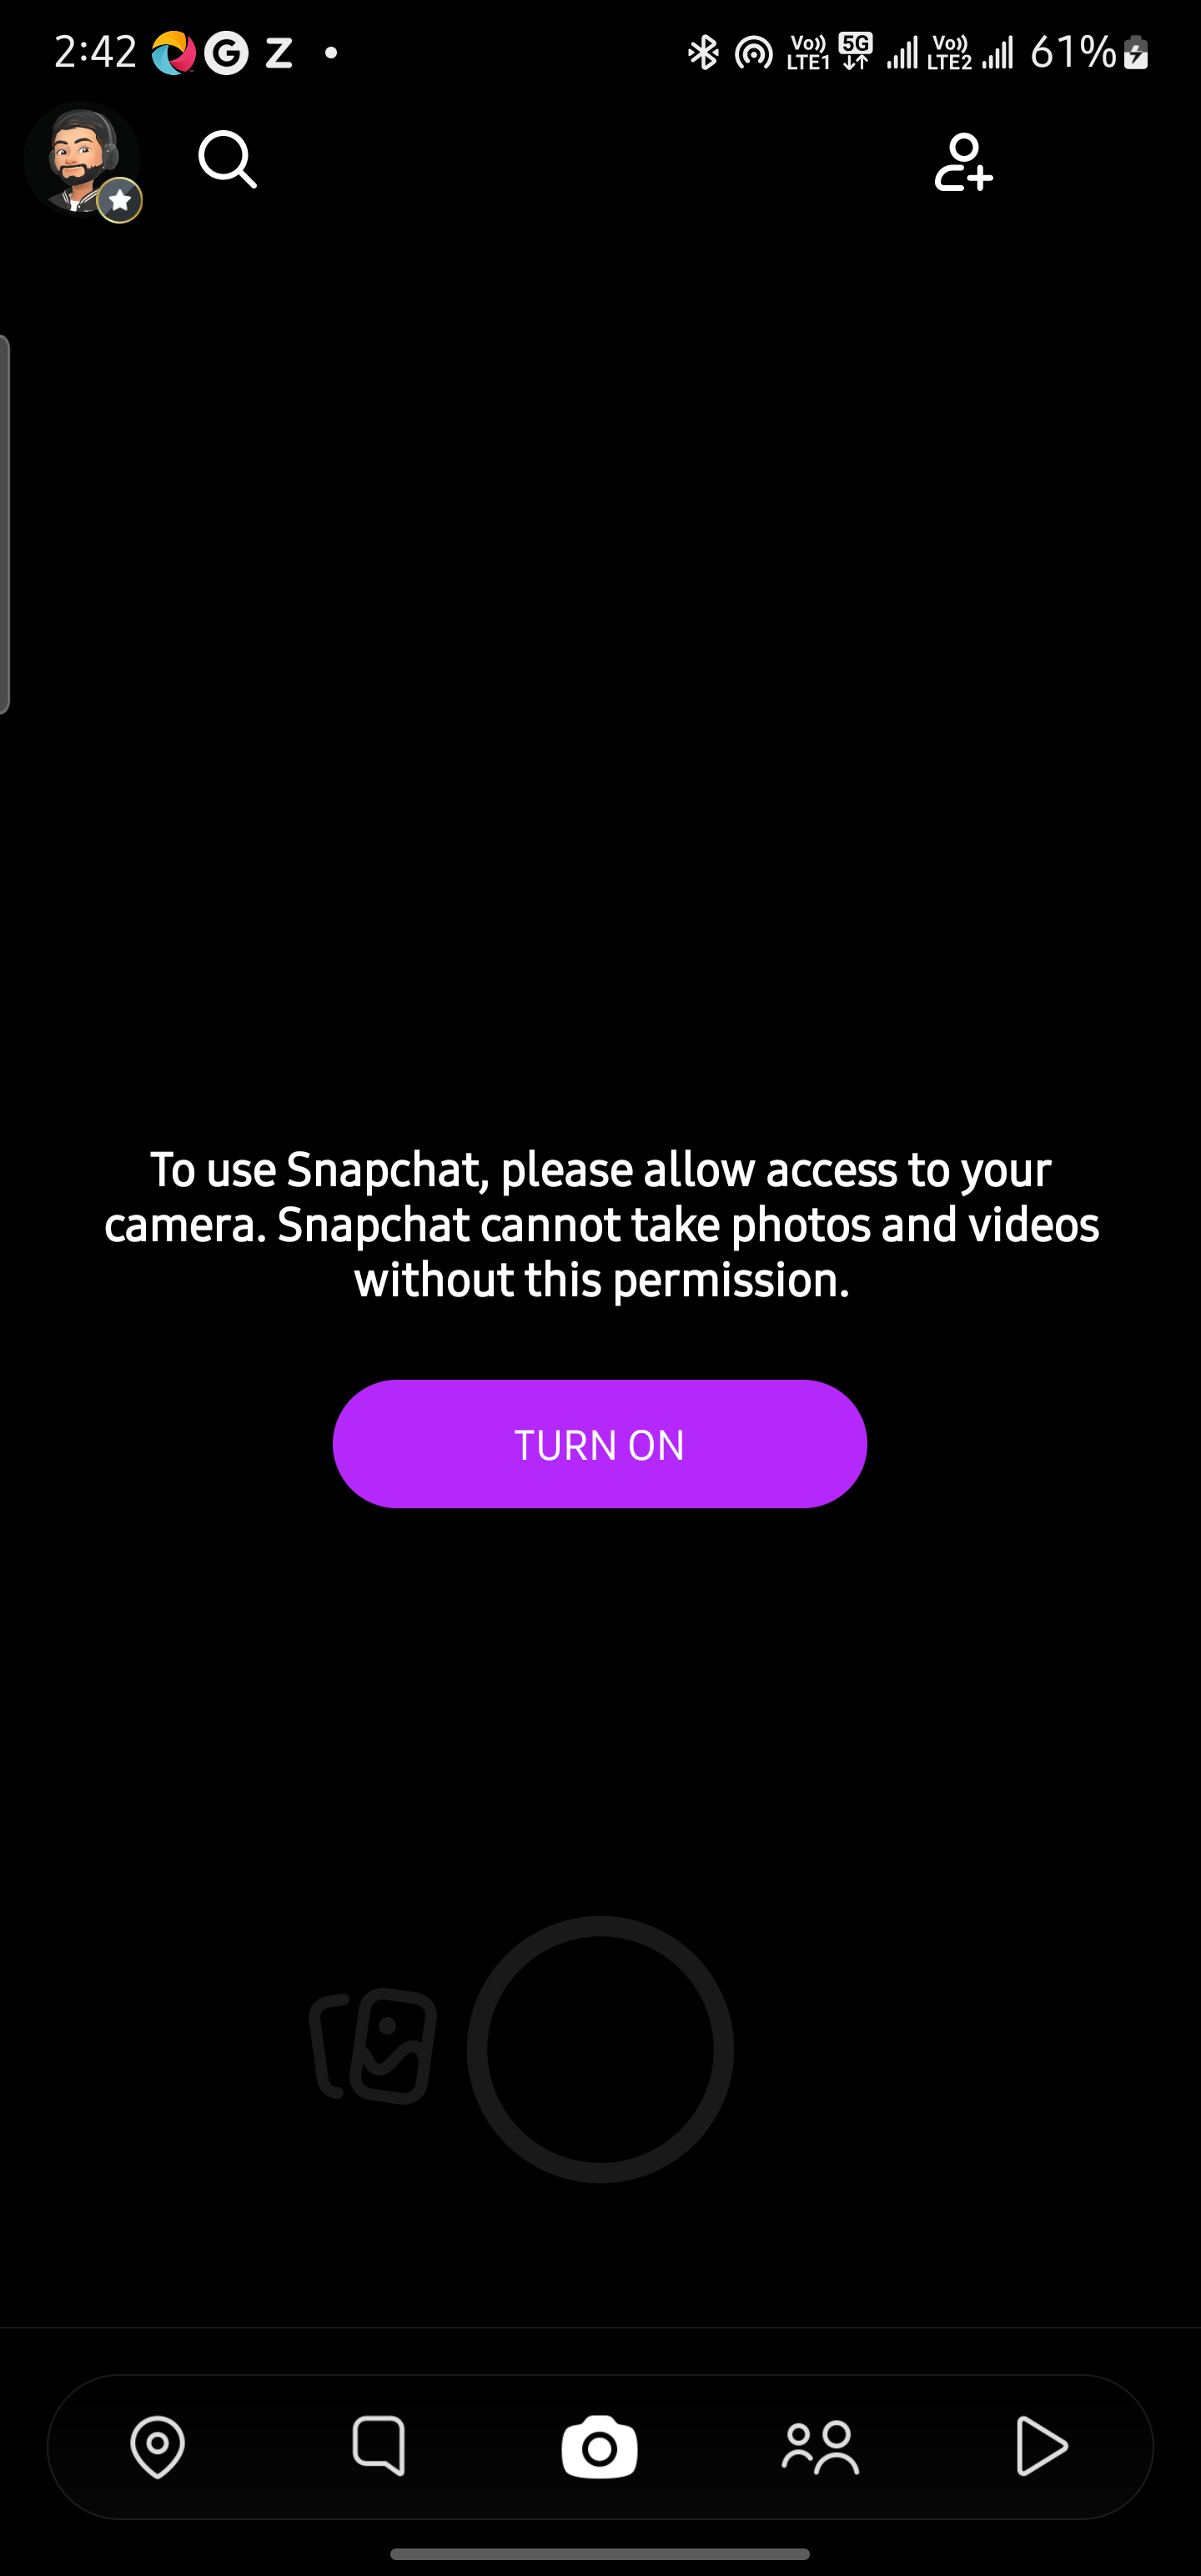 2:42 G Z Vo)) LTE1 5G Vo)) LTE2 61%
To use Snapchat, please allow access to your
camera. Snapchat cannot take photos and videos
without this permission.
TURN ON